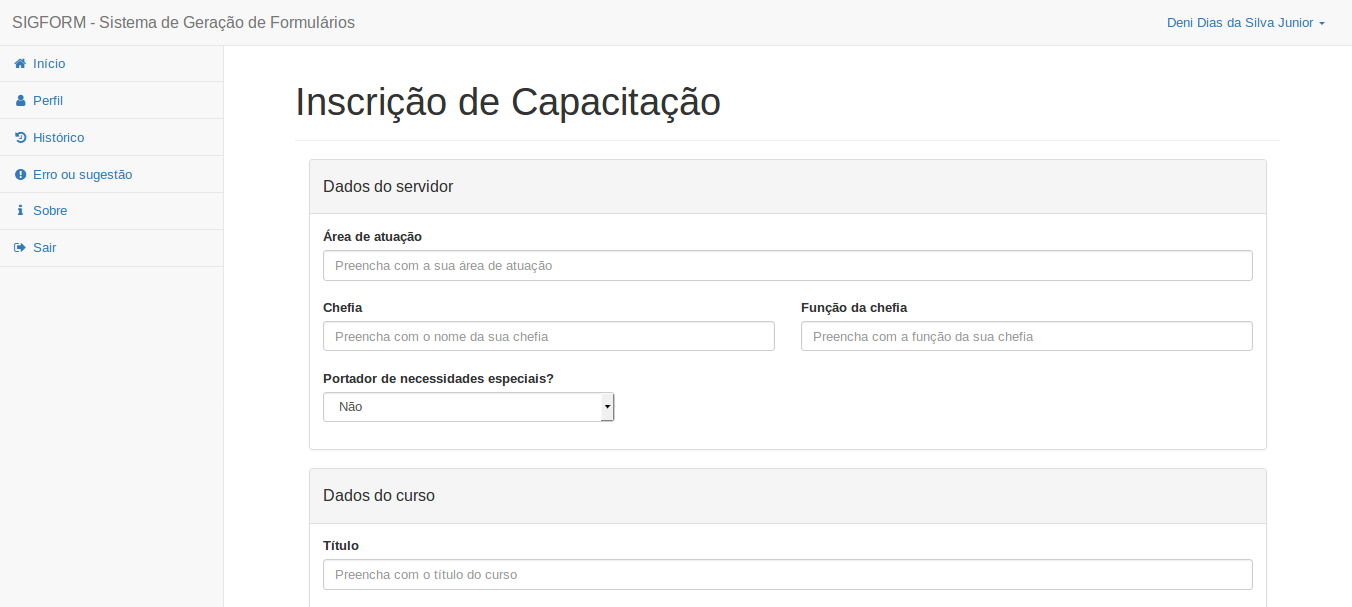 SIGFORM - Sistema de Geração de Formulários
Deni Dias da Silva Junior
Início
Perfil
Histórico
Erro ou sugestão
Sobre
Sair
Inscrição de Capacitação
Dados do servidor
Área de atuação
Preencha com a sua área de atuação
Chefia
Função da chefia
Preencha com o nome da sua chefia
Preencha com a função da sua chefia
Portador de necessidades especiais?
Não
Dados do curso
Título
Preencha com o título do curso